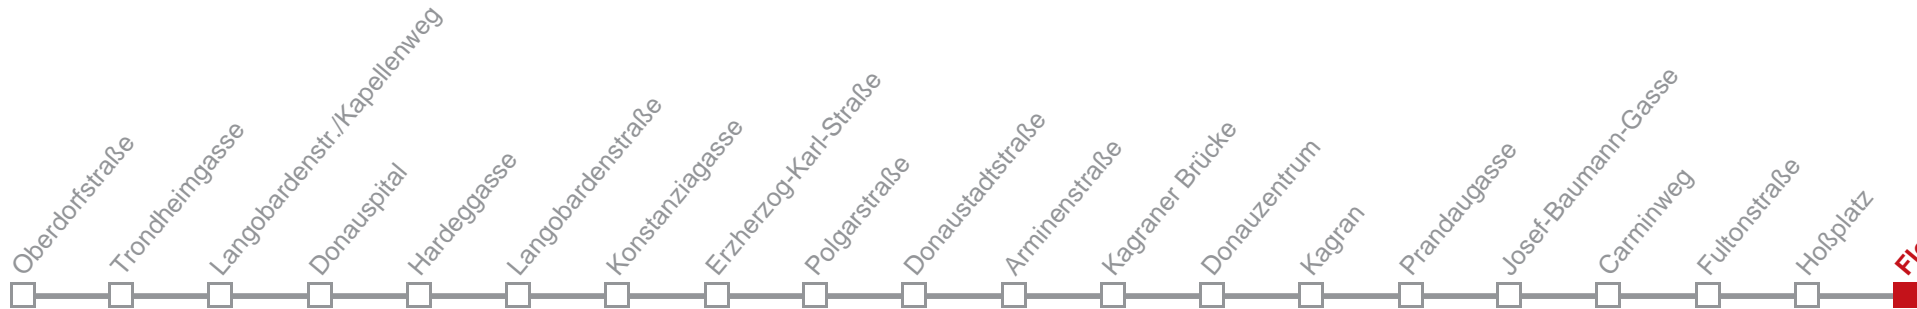 Oberdorfstraße
Trondheimgasse
Langobardenstr./Kapellenweg
Donauspital
Hardeggasse
Langobardenstraße
Konstanziagasse
Erzherzog-Karl-Straße
Polgarstraße
Donaustadtstraße
Arminenstraße
Kagraner Brücke
Donauzentrum
Kagran
Prandaugasse
Josef-Baumann-Gasse
Carminweg
Fultonstraße
Hoßplatz